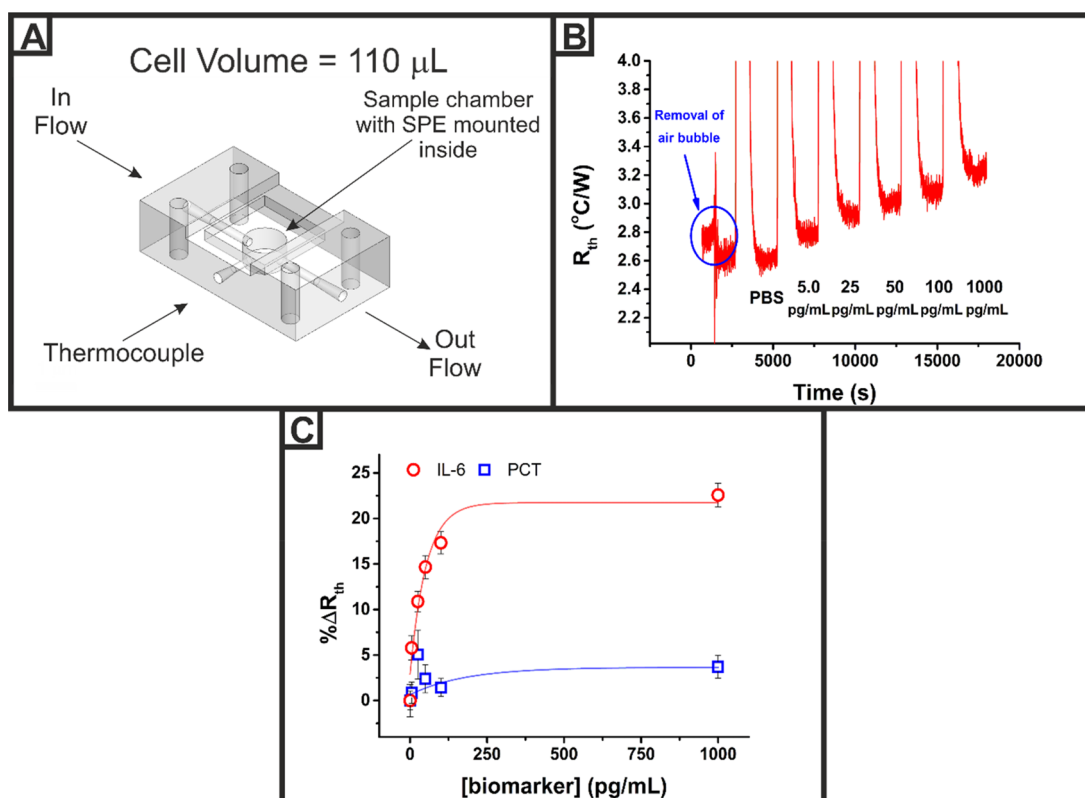 A
Cell Volume = 110 μL
In
Flow
Sample chamber
with SPE mounted
inside
Thermocouple
Out
Flow
B
4.0
3.8
3.6
3.4
3.2
3.0
2.8
2.6
2.4
2.2
R_th (°C/W)
Removal of
air bubble
PBS
5.0
pg/mL
25
pg/mL
50
pg/mL
100
pg/mL
1000
pg/mL
0
5000
10000
15000
20000
Time (s)
C
IL-6
PCT
25
20
15
10
5
0
%ΔR_th
0
250
500
750
1000
[biomarker] (pg/mL)